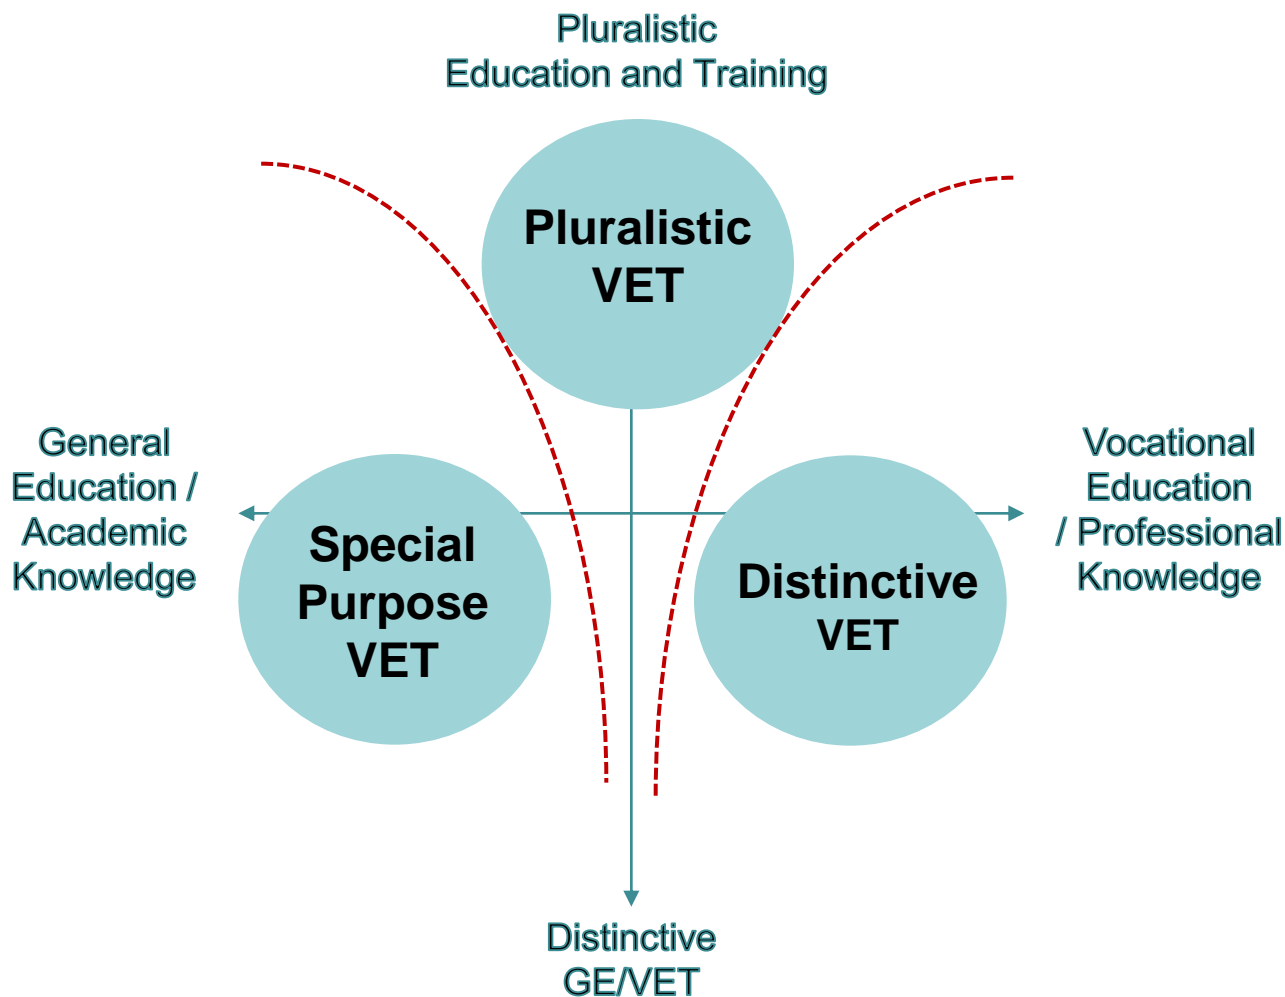 Pluralistic
Education and Training
Pluralistic
VET
General
Education /
Academic
Knowledge
Vocational
Education
/ Professional
Knowledge
Special
Purpose
VET
Distinctive
VET
Distinctive
GE/VET